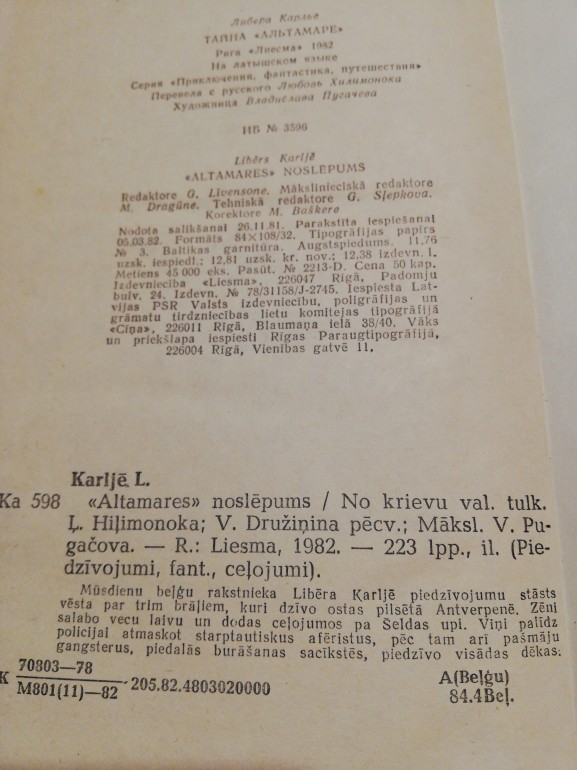 Либера Карлье
ТАЙНА «АЛЬТАМАРЕ»
Рига «Лиесма» 1982
На латышском языке
Серия «Приключения, фантастика, путешествия»
Перевела с русского Любовь Хилимонока
Художница Владислава Пугачева
ИБ № 3596
Libērs Karljē
«ALTAMARES» NOSLĒPUMS
Redaktore G. Livensone. Mākslinieciskā redaktore
M. Dragūne. Tehniskā redaktore G. Sļepkova.
Korektore M. Baškere
Nodota salikšanai 26.11.81. Parakstīta iespiešanai
05.03.82. Formāts 84×108/32. Tipogrāfijas papīrs
№ 3. Baltikas garnitūra. Augstspiedums. 11,76
uzsk. iespiedl.; 12,81 uzsk. kr. nov.; 12,38 izdevn. l.
Metiens 45 000 eks. Pasūt. № 2213-D. Cena 50 kap.
Izdevniecība «Liesma», 226047 Rīgā, Padomju
bulv. 24. Izdevn. № 78/31158/J-2745. Iespiesta Lat-
vijas PSR Valsts izdevniecību, poligrāfijas un
grāmatu tirdzniecības lietu komitejas tipogrāfijā
«Cīņa», 226011 Rīgā, Blaumaņa ielā 38/40. Vāks
un priekšlapa iespiesti Rīgas Paraugtipogrāfijā,
226004 Rīgā, Vienības gatvē 11.
Karljē L.
Ka 598 «Altamares» noslēpums / No krievu val. tulk.
Ļ. Hiļimonoka; V. Družiņina pēcv.; Māksl. V. Pu-
gačova. — R.: Liesma, 1982. — 223 lpp., il. (Pie-
dzīvojumi, fant., ceļojumi).
Mūsdienu beļģu rakstnieka Libēra Karljē piedzīvojumu stāsts
vēsta par trim brāļiem, kuri dzīvo ostas pilsētā Antverpenē. Zēni
salabo vecu laivu un dodas ceļojumos pa Šeldas upi. Viņi palīdz
policijai atmaskot starptautiskus afēristus, pēc tam arī pašmāju
gangsterus, piedalās burāšanas sacīkstēs, piedzīvo visādas dēkas.
K 70803—78 / M801(11)—82 ·205.82.4803020000 A(Beļģu)
84.4Beļ.